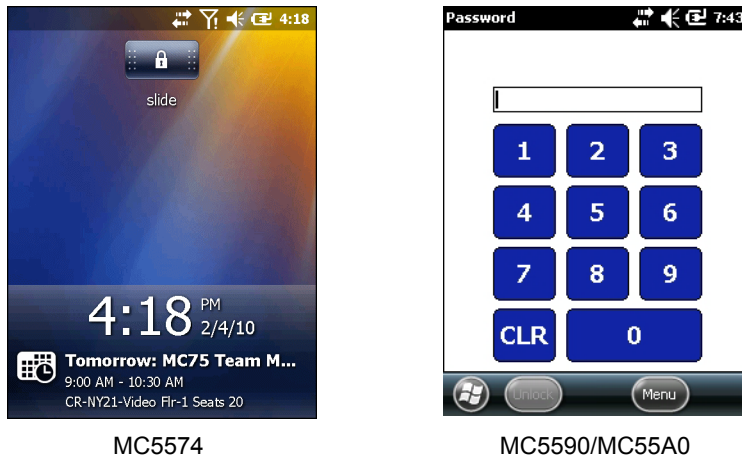 4:18
slide
4:18 PM
2/4/10
Tomorrow: MC75 Team M...
9:00 AM - 10:30 AM
CR-NY21-Video Flr-1 Seats 20
MC5574
Password 7:43
1 2 3
4 5 6
7 8 9
CLR 0
Unlock Menu
MC5590/MC55A0